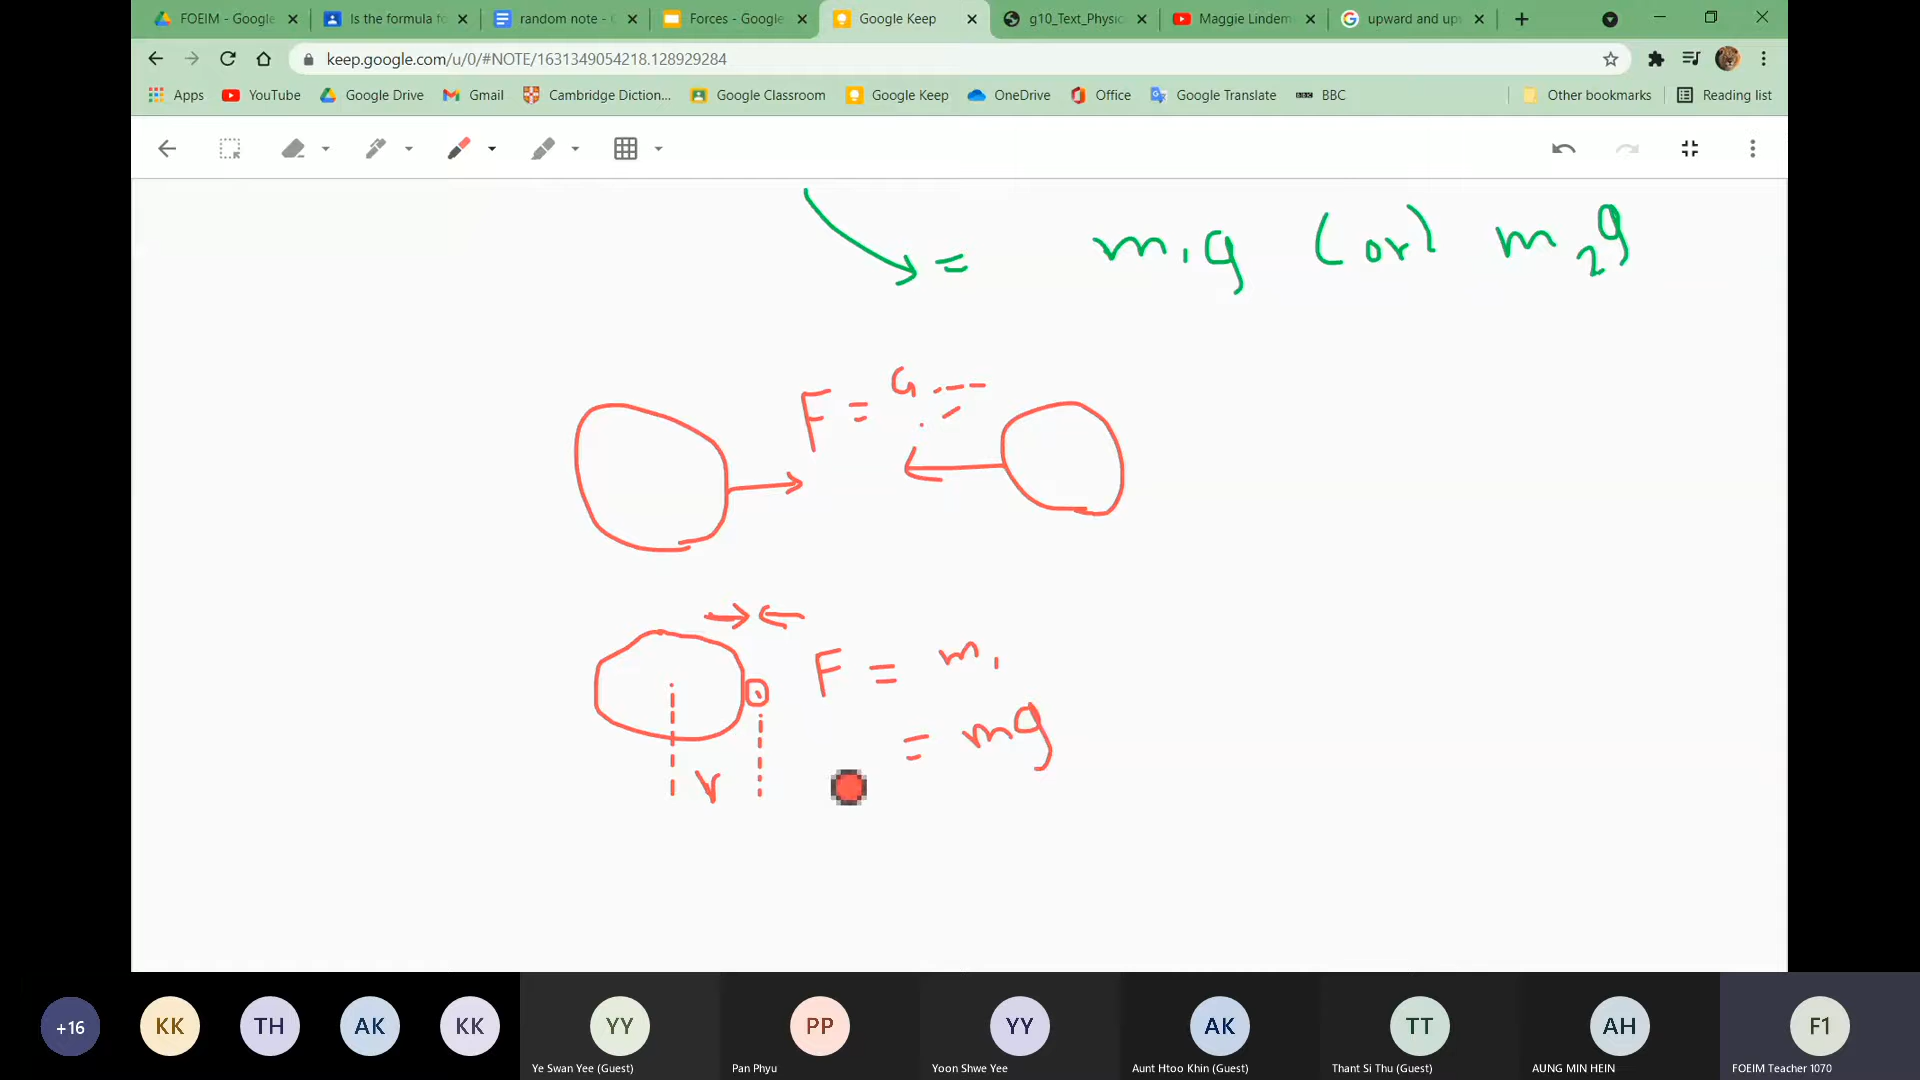 FOEIM - Google
Is the formula fo
random note - G
Forces - Google
Google Keep
g10_Text_Physic
Maggie Lindem
upward and ups
keep.google.com/u/0/#NOTE/1631349054218.128929284
Apps
YouTube
Google Drive
Gmail
Cambridge Diction...
Google Classroom
Google Keep
OneDrive
Office
Google Translate
BBC
Other bookmarks
Reading list
= m₁g (or) m₂g
F = G
F = m₁
= mg
r
+16
KK
TH
AK
KK
YY
PP
YY
AK
TT
AH
F1
Ye Swan Yee (Guest)
Pan Phyu
Yoon Shwe Yee
Aunt Htoo Khin (Guest)
Thant Si Thu (Guest)
AUNG MIN HEIN
FOEIM Teacher 1070